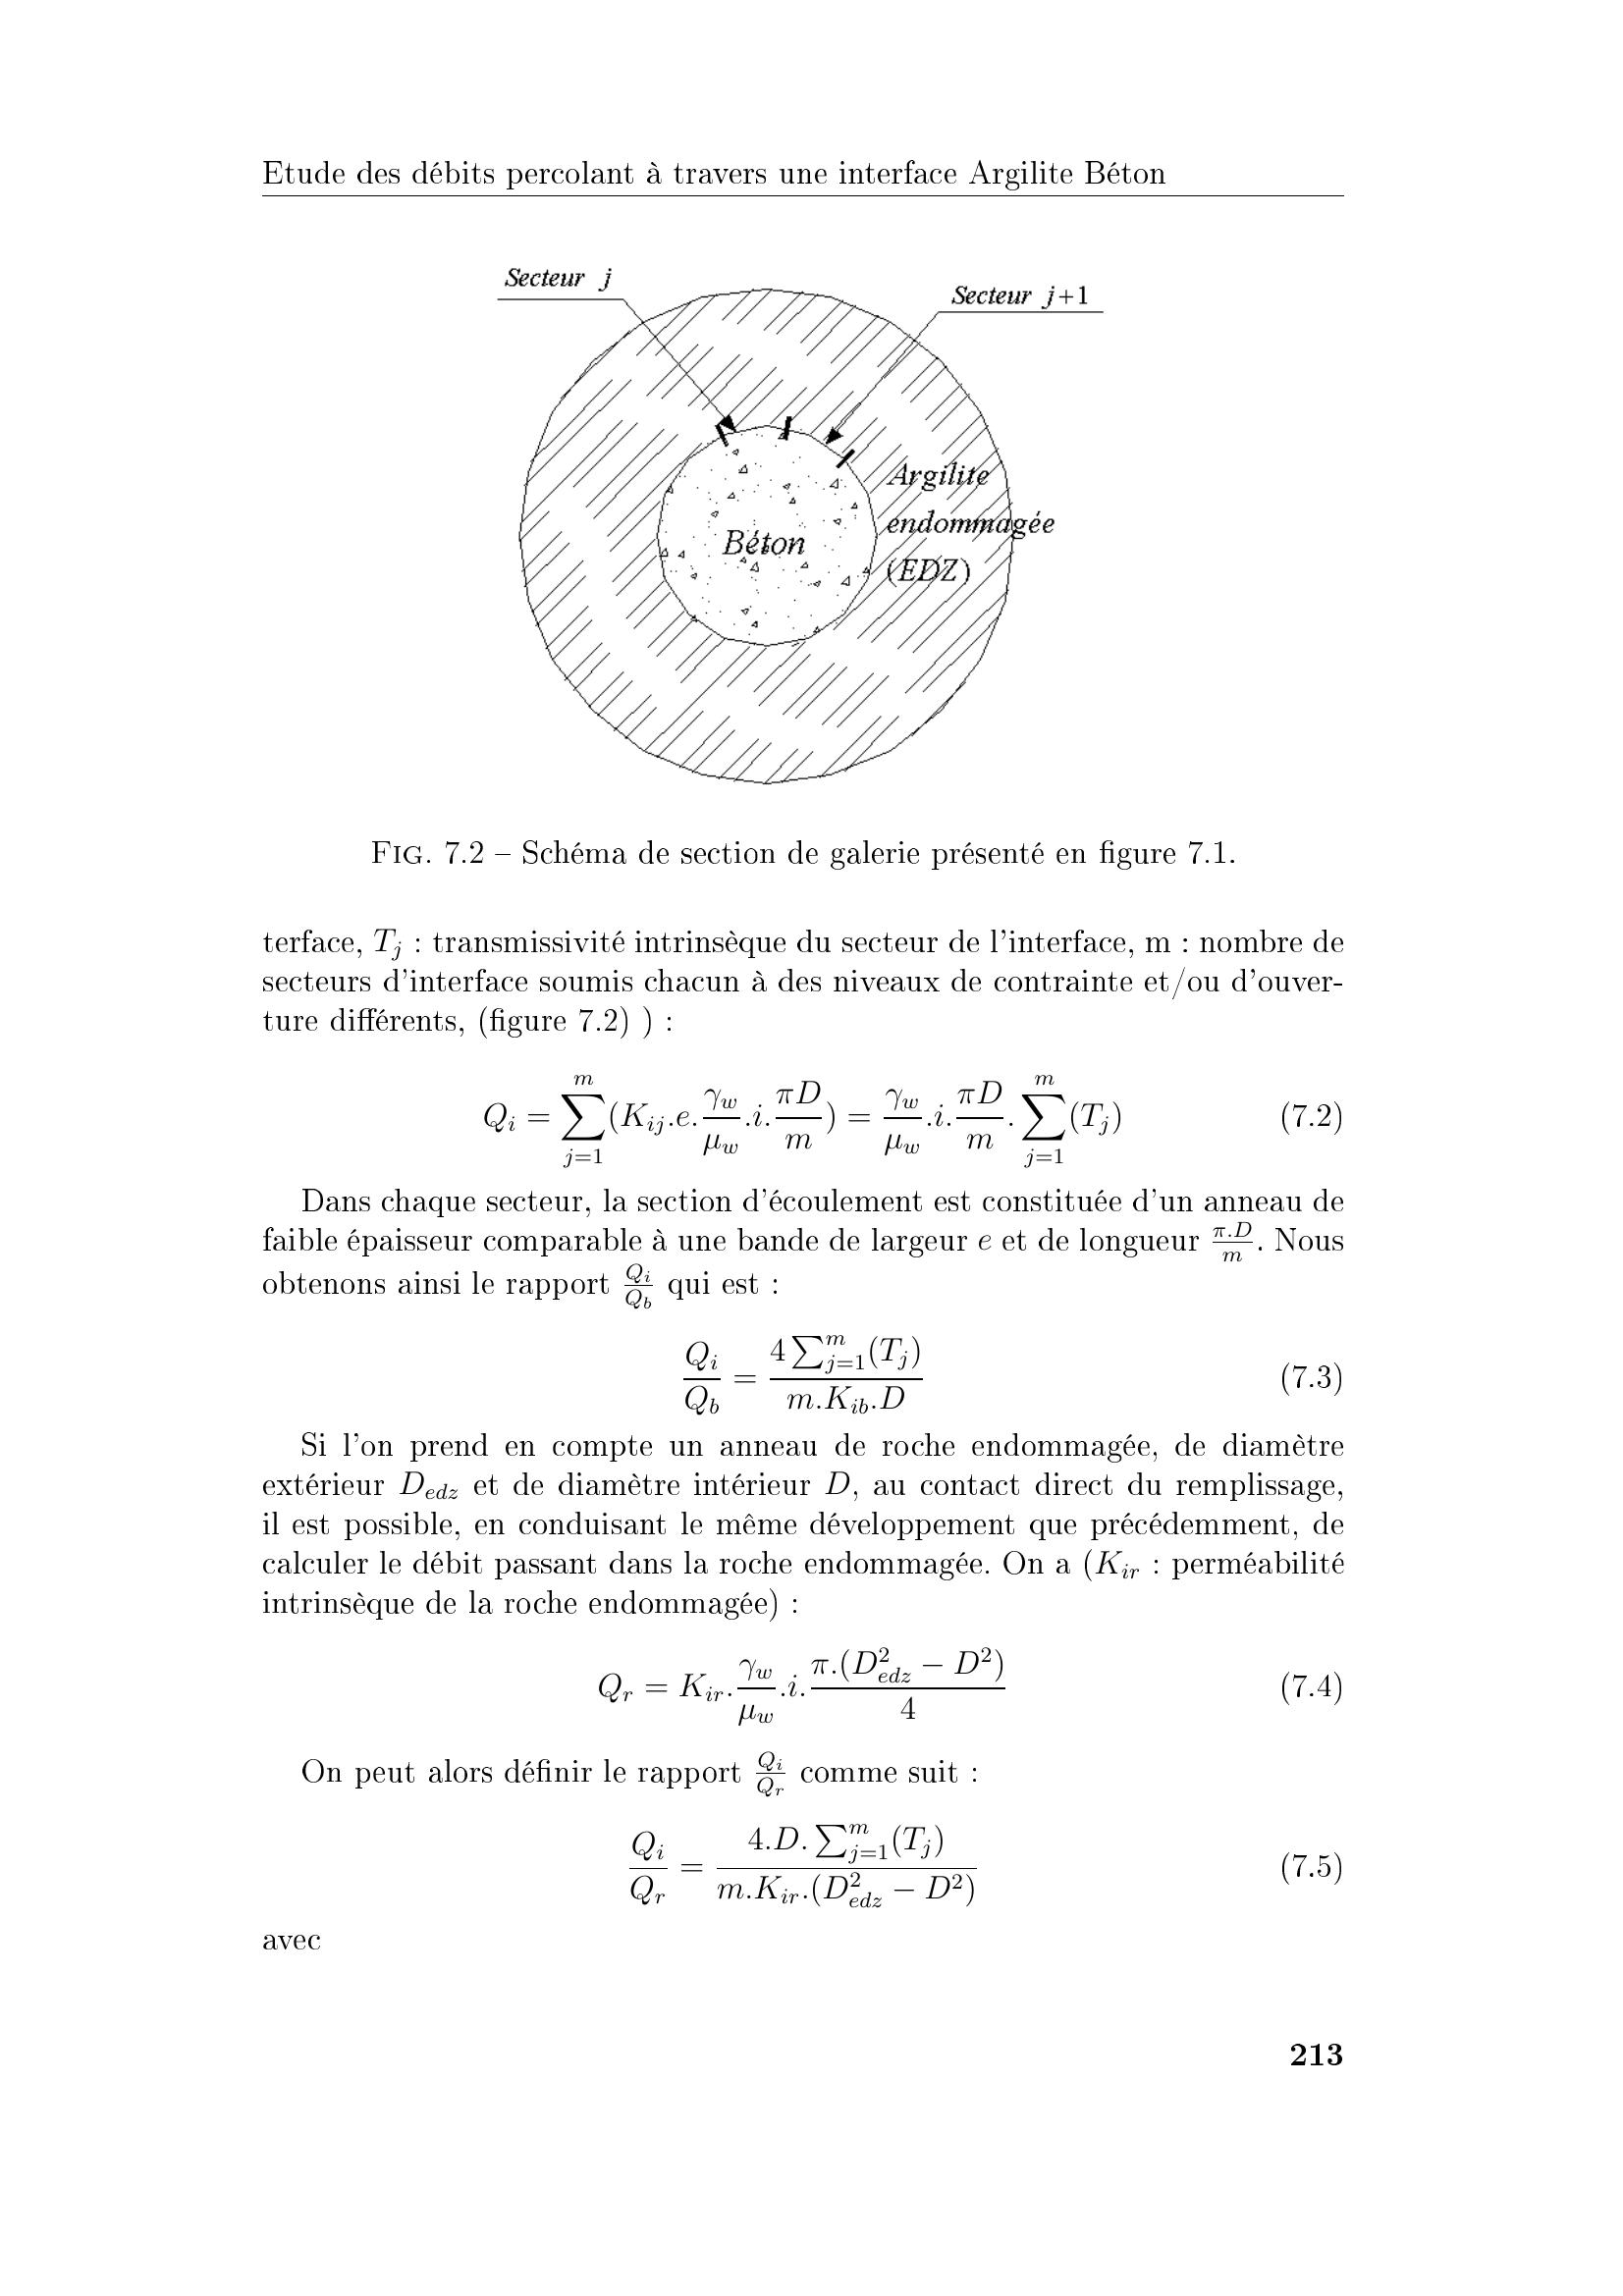 Etude des débits percolant à travers une interface Argilite Béton
Secteur j
Secteur j+1
Argilite
endommagée
Béton
(EDZ)
FIG. 7.2 – Schéma de section de galerie présenté en figure 7.1.
terface, $T_j$ : transmissivité intrinsèque du secteur de l'interface, m : nombre de
secteurs d'interface soumis chacun à des niveaux de contrainte et/ou d'ouver-
ture différents, (figure 7.2) ) :
$Q_i = \sum_{j=1}^{m} (K_{ij}.e.\frac{\gamma_w}{\mu_w}.i.\frac{\pi D}{m}) = \frac{\gamma_w}{\mu_w}.i.\frac{\pi D}{m}.\sum_{j=1}^{m}(T_j)$ (7.2)
Dans chaque secteur, la section d'écoulement est constituée d'un anneau de
faible épaisseur comparable à une bande de largeur $e$ et de longueur $\frac{\pi.D}{m}$. Nous
obtenons ainsi le rapport $\frac{Q_i}{Q_b}$ qui est :
$\frac{Q_i}{Q_b} = \frac{4\sum_{j=1}^{m}(T_j)}{m.K_{ib}.D}$ (7.3)
Si l'on prend en compte un anneau de roche endommagée, de diamètre
extérieur $D_{edz}$ et de diamètre intérieur $D$, au contact direct du remplissage,
il est possible, en conduisant le même développement que précédemment, de
calculer le débit passant dans la roche endommagée. On a ($K_{ir}$ : perméabilité
intrinsèque de la roche endommagée) :
$Q_r = K_{ir}.\frac{\gamma_w}{\mu_w}.i.\frac{\pi.(D_{edz}^2 - D^2)}{4}$ (7.4)
On peut alors définir le rapport $\frac{Q_i}{Q_r}$ comme suit :
$\frac{Q_i}{Q_r} = \frac{4.D.\sum_{j=1}^{m}(T_j)}{m.K_{ir}.(D_{edz}^2 - D^2)}$ (7.5)
avec
213